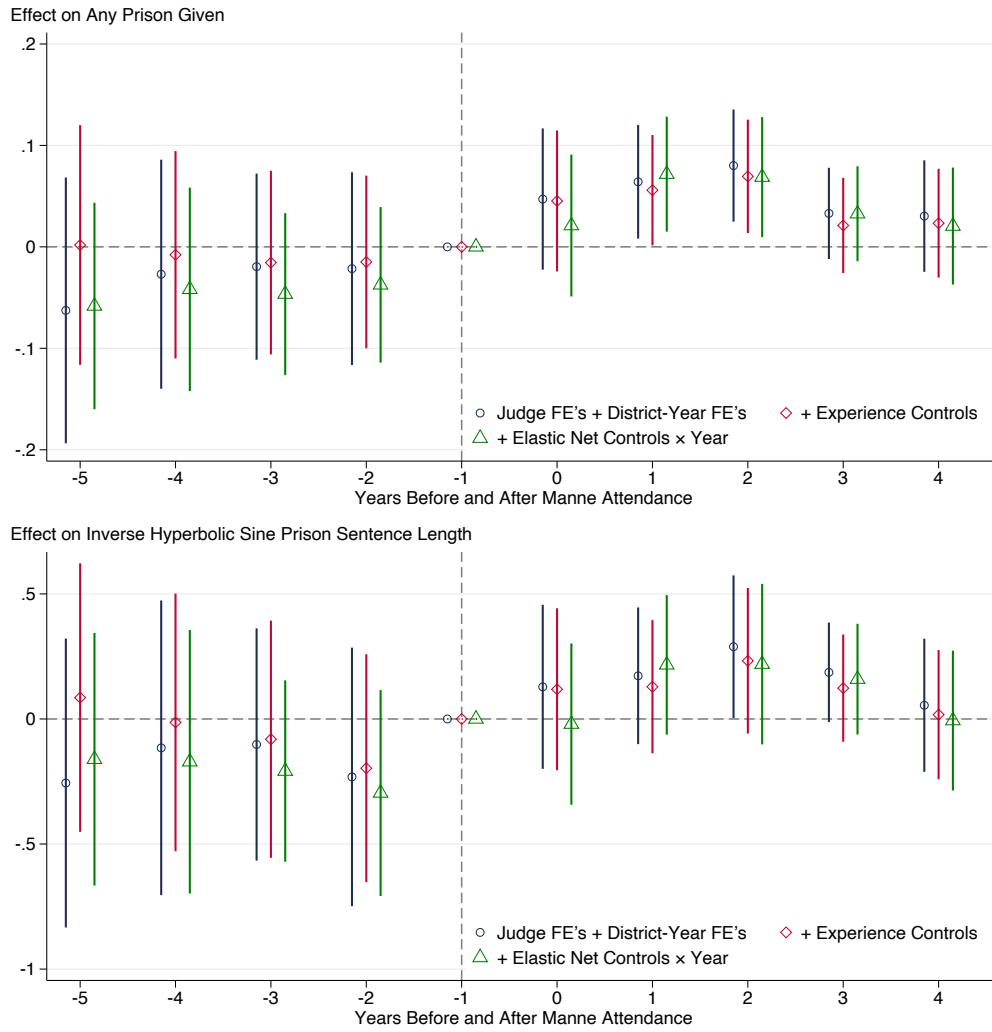 Effect on Any Prison Given
.2
.1
0
-.1
-.2
Judge FE's + District-Year FE's
+ Experience Controls
+ Elastic Net Controls × Year
-5 -4 -3 -2 -1 0 1 2 3 4
Years Before and After Manne Attendance
Effect on Inverse Hyperbolic Sine Prison Sentence Length
.5
0
-.5
-1
Judge FE's + District-Year FE's
+ Experience Controls
+ Elastic Net Controls × Year
-5 -4 -3 -2 -1 0 1 2 3 4
Years Before and After Manne Attendance